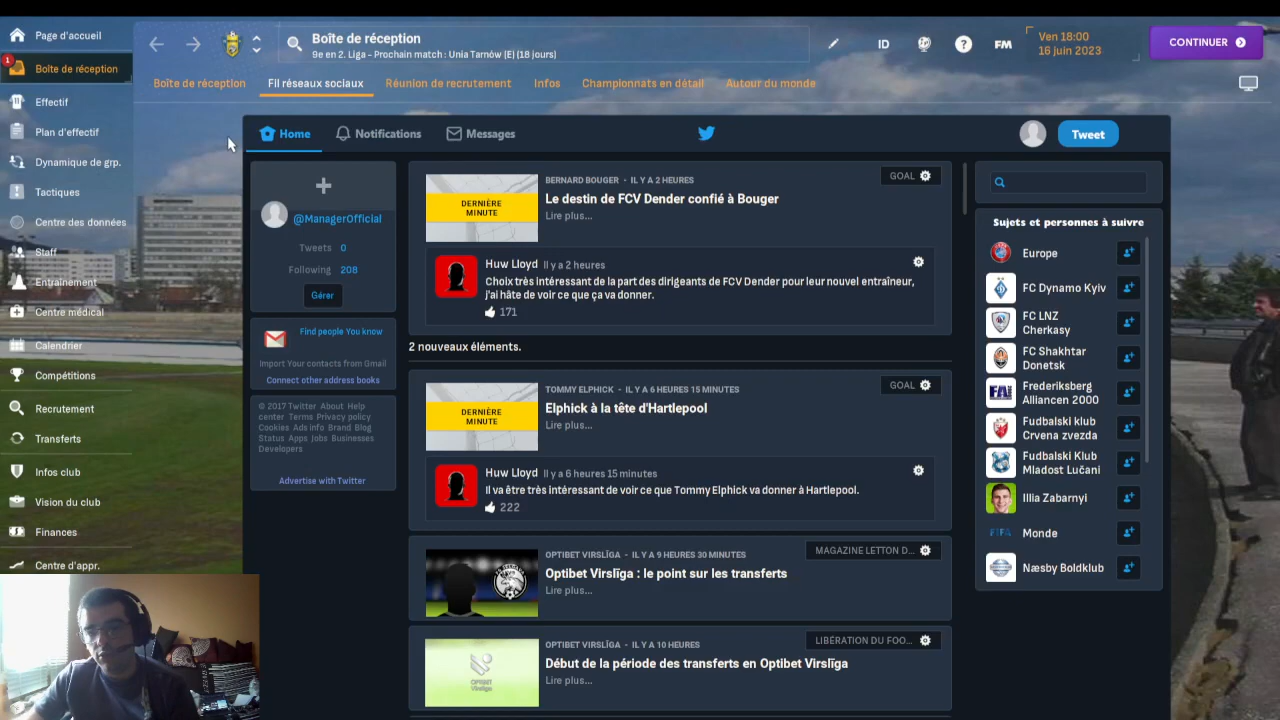 Page d'accueil
1
Boîte de réception
Effectif
Plan d'effectif
Dynamique de grp.
Tactiques
Centre des données
Staff
Entraînement
Centre médical
Calendrier
Compétitions
Recrutement
Transferts
Infos club
Vision du club
Finances
Centre d'appr.
Boîte de réception
9e en 2. Liga - Prochain match : Unia Tarnów (E) (18 jours)
ID
?
FM
Ven 18:00
16 juin 2023
CONTINUER
Boîte de réception
Fil réseaux sociaux
Réunion de recrutement
Infos
Championnats en détail
Autour du monde
Home
Notifications
Messages
Tweet
@ManagerOfficial
Tweets 0
Following 208
Gérer
Find people You know
Import Your contacts from Gmail
Connect other address books
© 2017 Twitter About Help
center Terms Privacy policy
Cookies Ads info Brand Blog
Status Apps Jobs Businesses
Developers
Advertise with Twitter
DERNIÈRE
MINUTE
BERNARD BOUGER - IL Y A 2 HEURES
GOAL
Le destin de FCV Dender confié à Bouger
Lire plus...
Huw Lloyd Il y a 2 heures
Choix très intéressant de la part des dirigeants de FCV Dender pour leur nouvel entraîneur,
j'ai hâte de voir ce que ça va donner.
171
2 nouveaux éléments.
DERNIÈRE
MINUTE
TOMMY ELPHICK - IL Y A 6 HEURES 15 MINUTES
GOAL
Elphick à la tête d'Hartlepool
Lire plus...
Huw Lloyd Il y a 6 heures 15 minutes
Il va être très intéressant de voir ce que Tommy Elphick va donner à Hartlepool.
222
OPTIBET VIRSLĪGA - IL Y A 9 HEURES 30 MINUTES
MAGAZINE LETTON D...
Optibet Virslīga : le point sur les transferts
Lire plus...
OPTIBET VIRSLĪGA - IL Y A 10 HEURES
LIBÉRATION DU FOO...
Début de la période des transferts en Optibet Virslīga
Lire plus...
Sujets et personnes à suivre
Europe
FC Dynamo Kyiv
FC LNZ
Cherkasy
FC Shakhtar
Donetsk
Frederiksberg
Alliancen 2000
Fudbalski klub
Crvena zvezda
Fudbalski Klub
Mladost Lučani
Illia Zabarnyi
FIFA
Monde
Næsby Boldklub